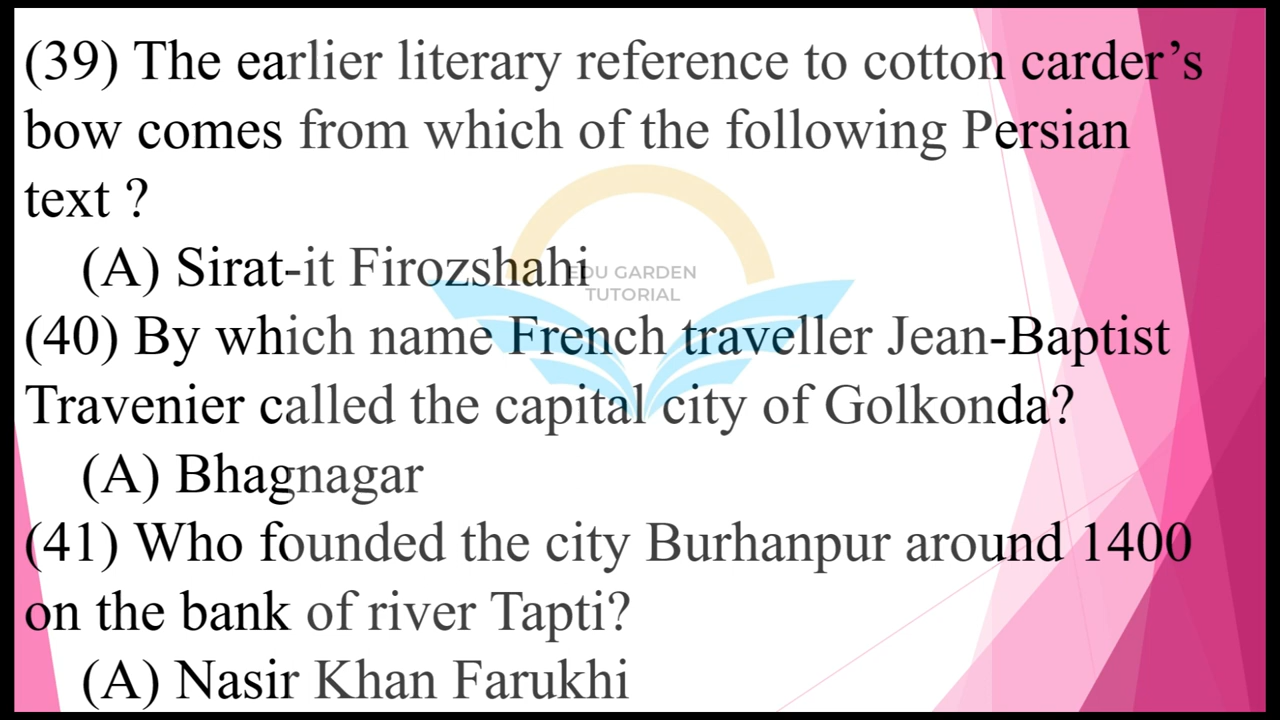 (39) The earlier literary reference to cotton carder’s
bow comes from which of the following Persian
text ?
(A) Sirat-it Firozshahi
EDU GARDEN
TUTORIAL
(40) By which name French traveller Jean-Baptist
Travenier called the capital city of Golkonda?
(A) Bhagnagar
(41) Who founded the city Burhanpur around 1400
on the bank of river Tapti?
(A) Nasir Khan Farukhi